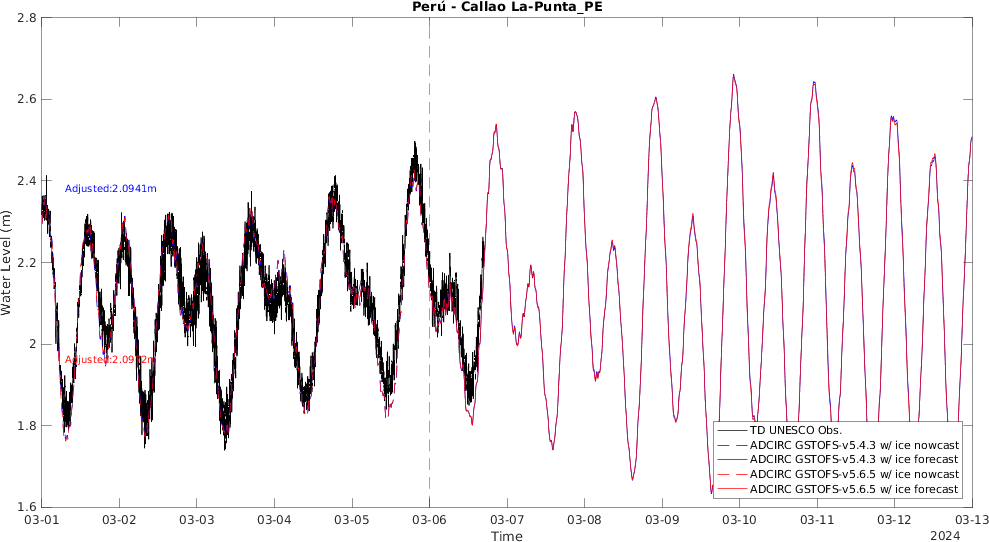 Perú - Callao La-Punta_PE
Water Level (m)
2.8
2.6
2.4
2.2
2
1.8
1.6
Adjusted:2.0941m
TD UNESCO Obs.
ADCIRC GSTOFS-v5.4.3 w/ ice nowcast
ADCIRC GSTOFS-v5.4.3 w/ ice forecast
ADCIRC GSTOFS-v5.6.5 w/ ice nowcast
ADCIRC GSTOFS-v5.6.5 w/ ice forecast
03-01 03-02 03-03 03-04 03-05 03-06 03-07 03-08 03-09 03-10 03-11 03-12 03-13
Time
2024